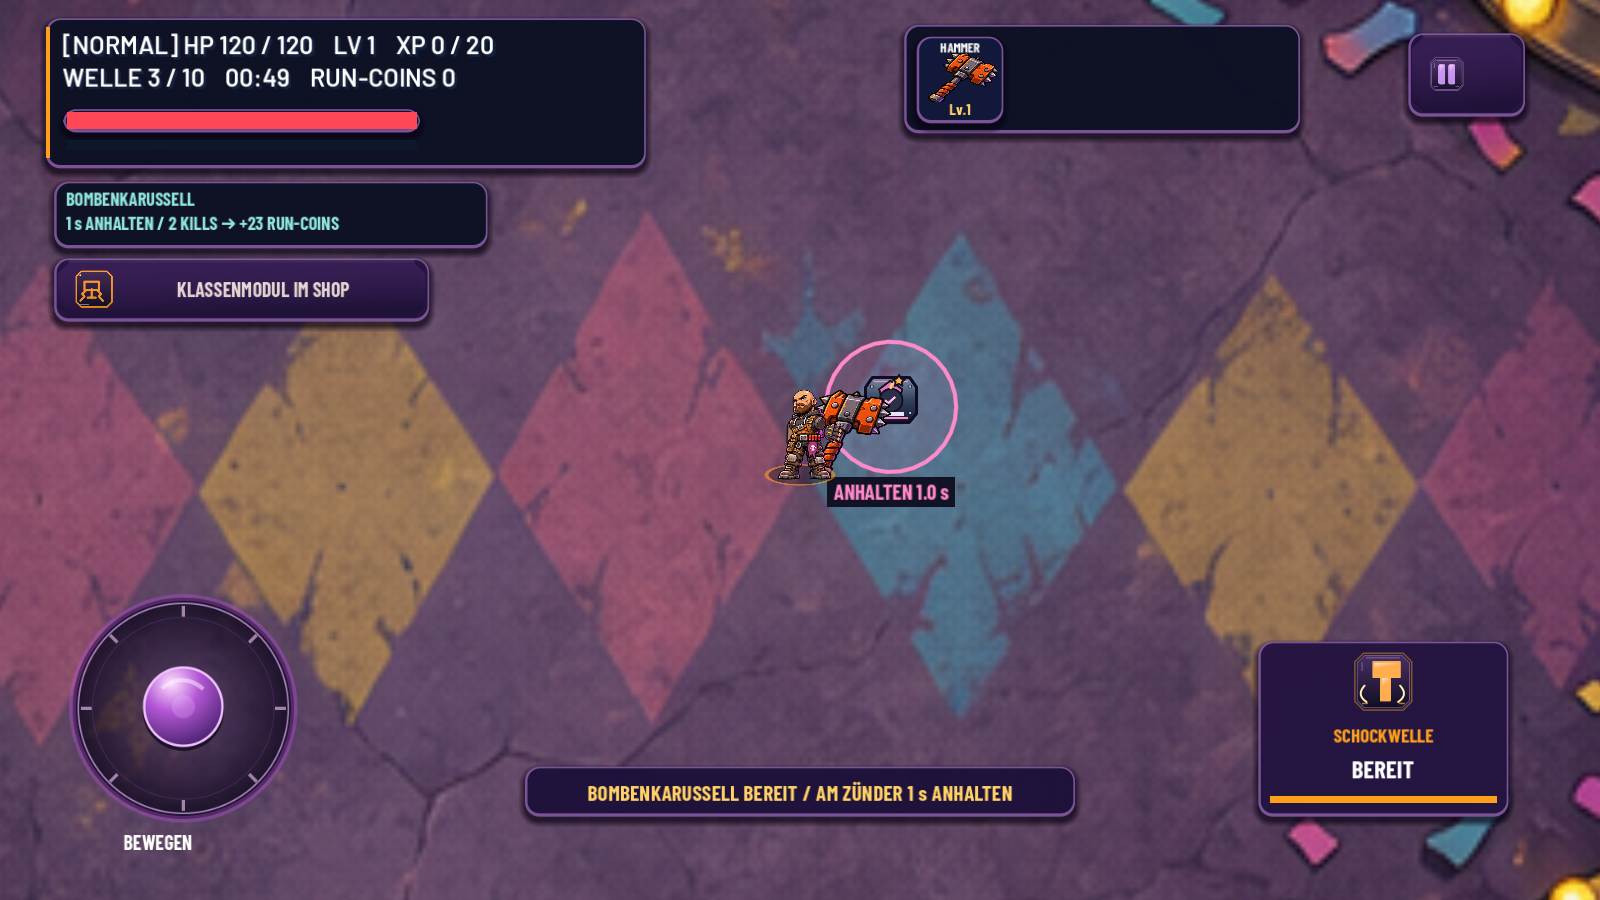 [NORMAL] HP 120 / 120 LV 1 XP 0 / 20
WELLE 3 / 10 00:49 RUN-COINS 0
HAMMER
Lv.1
BOMBENKARUSSELL
1 s ANHALTEN / 2 KILLS → +23 RUN-COINS
KLASSENMODUL IM SHOP
ANHALTEN 1.0 s
SCHOCKWELLE
BEREIT
BOMBENKARUSSELL BEREIT / AM ZÜNDER 1 s ANHALTEN
BEWEGEN